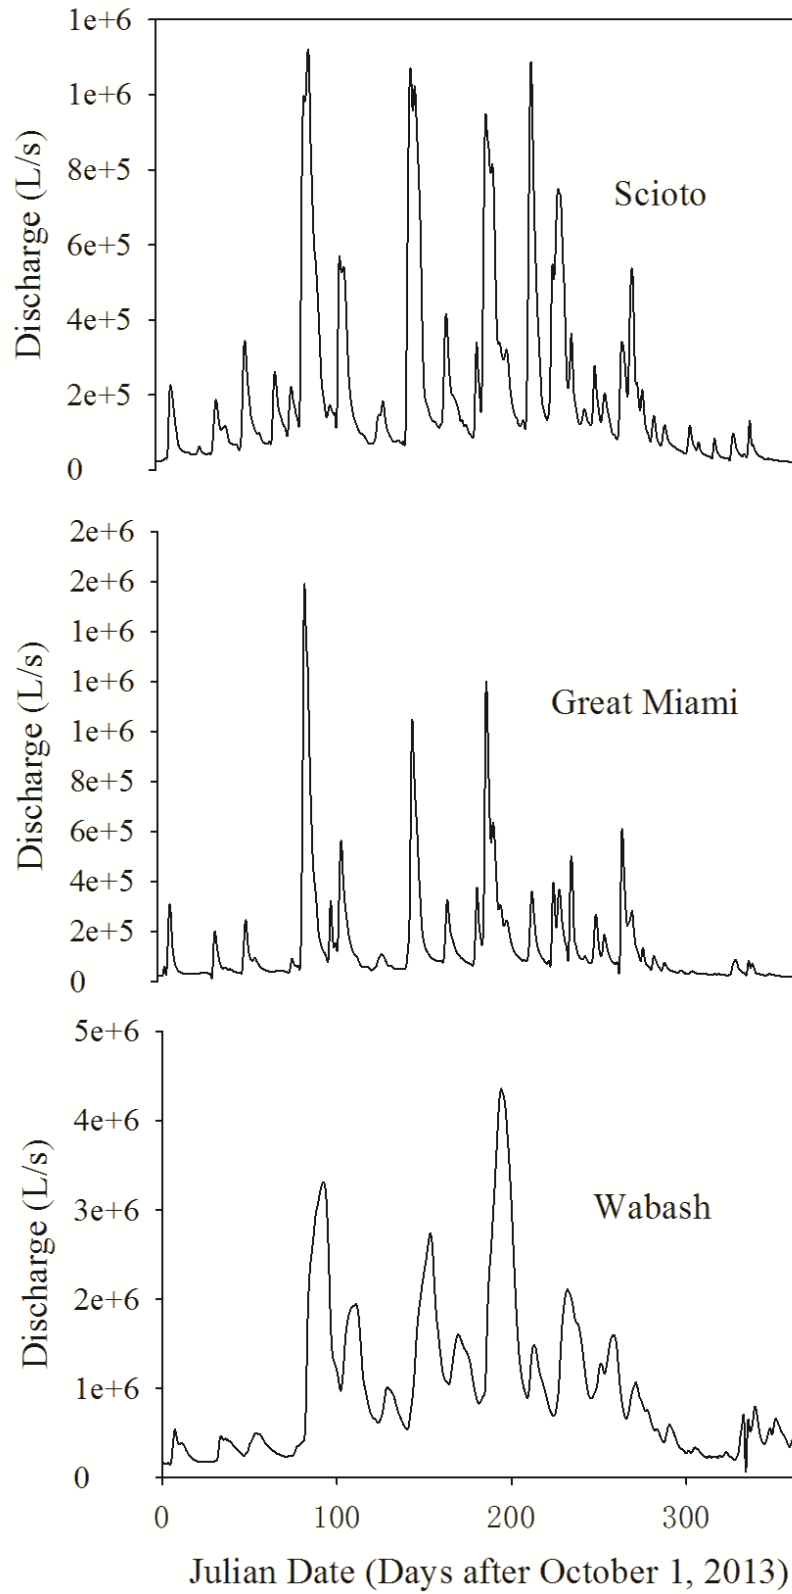 1e+6
1e+6
8e+5
6e+5
4e+5
2e+5
0
Discharge (L/s)
Scioto
2e+6
2e+6
1e+6
1e+6
1e+6
8e+5
6e+5
4e+5
2e+5
0
Discharge (L/s)
Great Miami
5e+6
4e+6
3e+6
2e+6
1e+6
0
Discharge (L/s)
Wabash
0 100 200 300
Julian Date (Days after October 1, 2013)